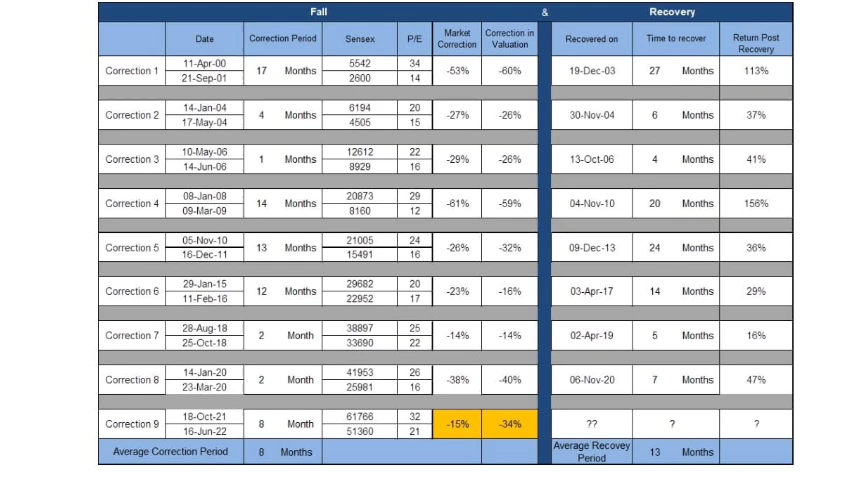 Fall & Recovery
Date Correction Period Sensex P/E Market Correction Correction in Valuation Recovered on Time to recover Return Post Recovery
Correction 1 11-Apr-00 17 Months 5542 34 -53% -60% 19-Dec-03 27 Months 113%
21-Sep-01 2600 14
Correction 2 14-Jan-04 4 Months 6194 20 -27% -26% 30-Nov-04 6 Months 37%
17-May-04 4505 15
Correction 3 10-May-06 1 Months 12612 22 -29% -26% 13-Oct-06 4 Months 41%
14-Jun-06 8929 16
Correction 4 08-Jan-08 14 Months 20873 29 -61% -59% 04-Nov-10 20 Months 156%
09-Mar-09 8160 12
Correction 5 05-Nov-10 13 Months 21005 24 -26% -32% 09-Dec-13 24 Months 36%
16-Dec-11 15491 16
Correction 6 29-Jan-15 12 Months 29682 20 -23% -16% 03-Apr-17 14 Months 29%
11-Feb-16 22952 17
Correction 7 28-Aug-18 2 Month 38897 25 -14% -14% 02-Apr-19 5 Months 16%
25-Oct-18 33690 22
Correction 8 14-Jan-20 2 Month 41953 26 -38% -40% 06-Nov-20 7 Months 47%
23-Mar-20 25981 16
Correction 9 18-Oct-21 8 Month 61766 32 -15% -34% ?? ? ?
16-Jun-22 51360 21
Average Correction Period 8 Months Average Recovey Period 13 Months